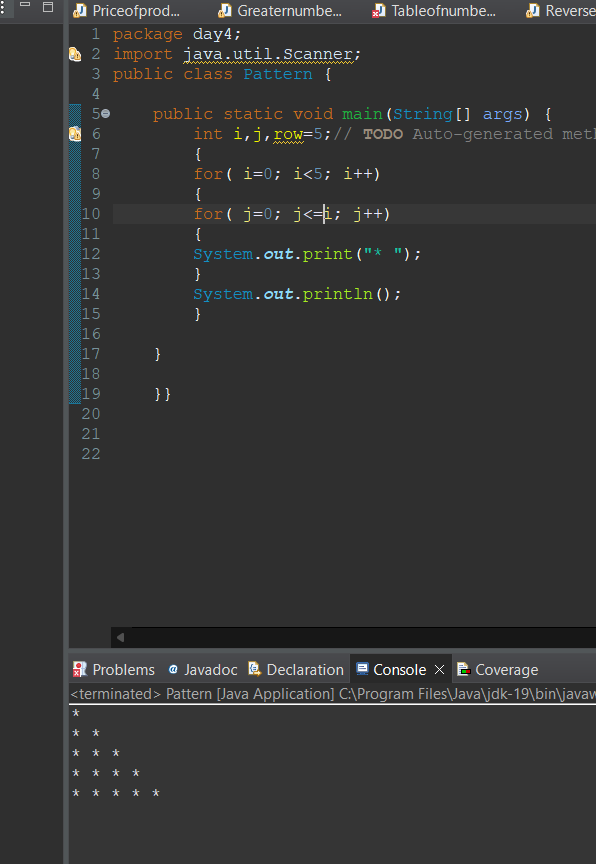 Priceofprod... Greaternumbe... Tableofnumbe... Reverse
1 package day4;
2 import java.util.Scanner;
3 public class Pattern {
4
5 public static void main(String[] args) {
6 int i,j,row=5;// TODO Auto-generated meth
7 {
8 for( i=0; i<5; i++)
9 {
10 for( j=0; j<=i; j++)
11 {
12 System.out.print("* ");
13 }
14 System.out.println();
15 }
16
17 }
18
19 }}
20
21
22
Problems Javadoc Declaration Console Coverage
<terminated> Pattern [Java Application] C:\Program Files\Java\jdk-19\bin\javaw
*
* *
* * *
* * * *
* * * * *